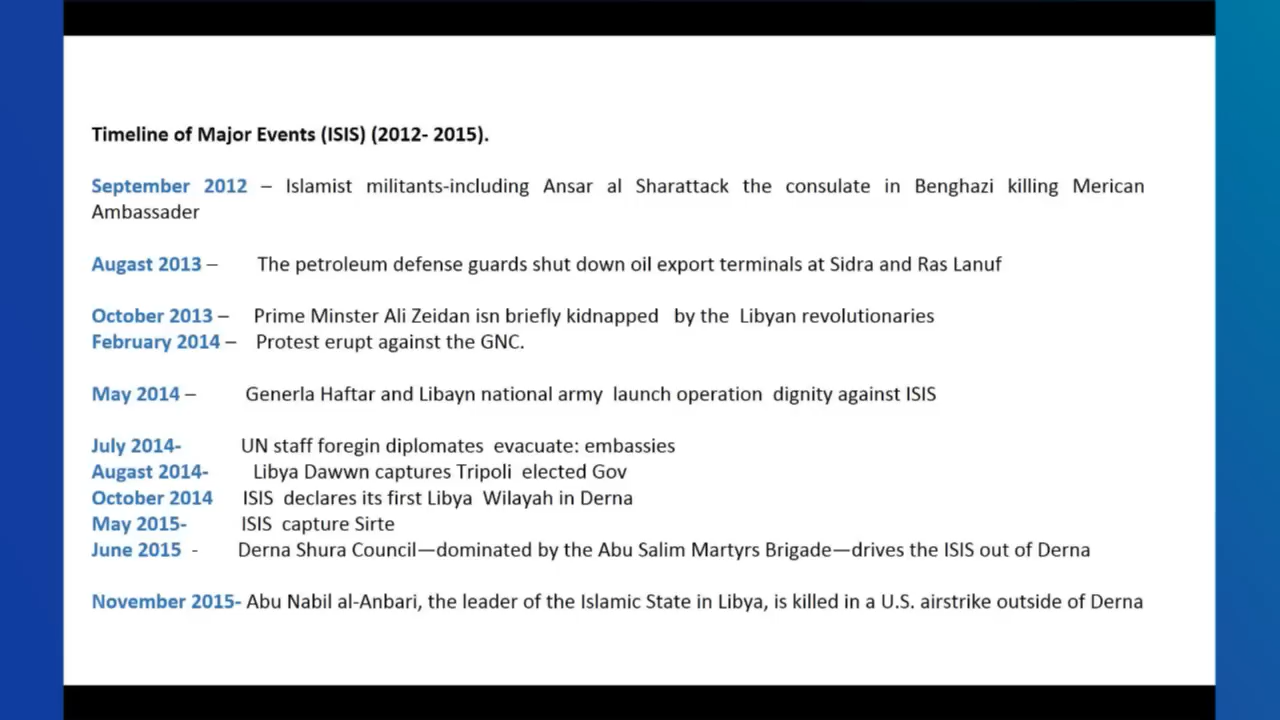 Timeline of Major Events (ISIS) (2012- 2015).
September 2012 – Islamist militants-including Ansar al Sharattack the consulate in Benghazi killing Merican
Ambassader
Augast 2013 – The petroleum defense guards shut down oil export terminals at Sidra and Ras Lanuf
October 2013 – Prime Minster Ali Zeidan isn briefly kidnapped by the Libyan revolutionaries
February 2014 – Protest erupt against the GNC.
May 2014 – Generla Haftar and Libayn national army launch operation dignity against ISIS
July 2014- UN staff foregin diplomates evacuate: embassies
Augast 2014- Libya Dawwn captures Tripoli elected Gov
October 2014 ISIS declares its first Libya Wilayah in Derna
May 2015- ISIS capture Sirte
June 2015 - Derna Shura Council—dominated by the Abu Salim Martyrs Brigade—drives the ISIS out of Derna
November 2015- Abu Nabil al-Anbari, the leader of the Islamic State in Libya, is killed in a U.S. airstrike outside of Derna